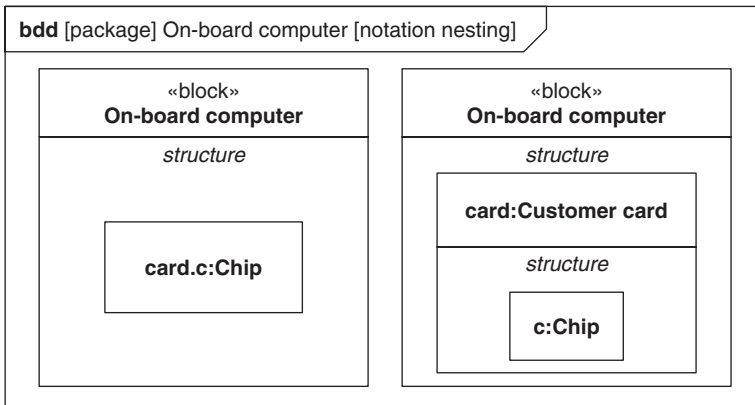 bdd [package] On-board computer [notation nesting]
«block»
On-board computer
structure
card.c:Chip
«block»
On-board computer
structure
card:Customer card
structure
c:Chip